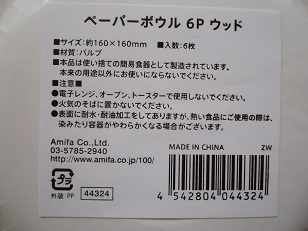 ペーパーボウル 6P ウッド
■サイズ:約160×160mm ■入数:6枚
■材質:パルプ
■本品は使い捨ての簡易食器として製造されています。
本来の用途以外にお使いにならないでください。
■注意■
●電子レンジ、オーブン、トースターで使用しないでください。
●火気のそばに置かないでください。
●表面に耐水・耐油加工をしてありますが、熱い食品にご使用の際は、
染みたり容器がやわらかくなる場合がございます。
Amifa Co.,Ltd.
03-5785-2940
http://www.amifa.co.jp/100/
MADE IN CHINA ZW
プラ
外装 PP 44324
4 542804 044324